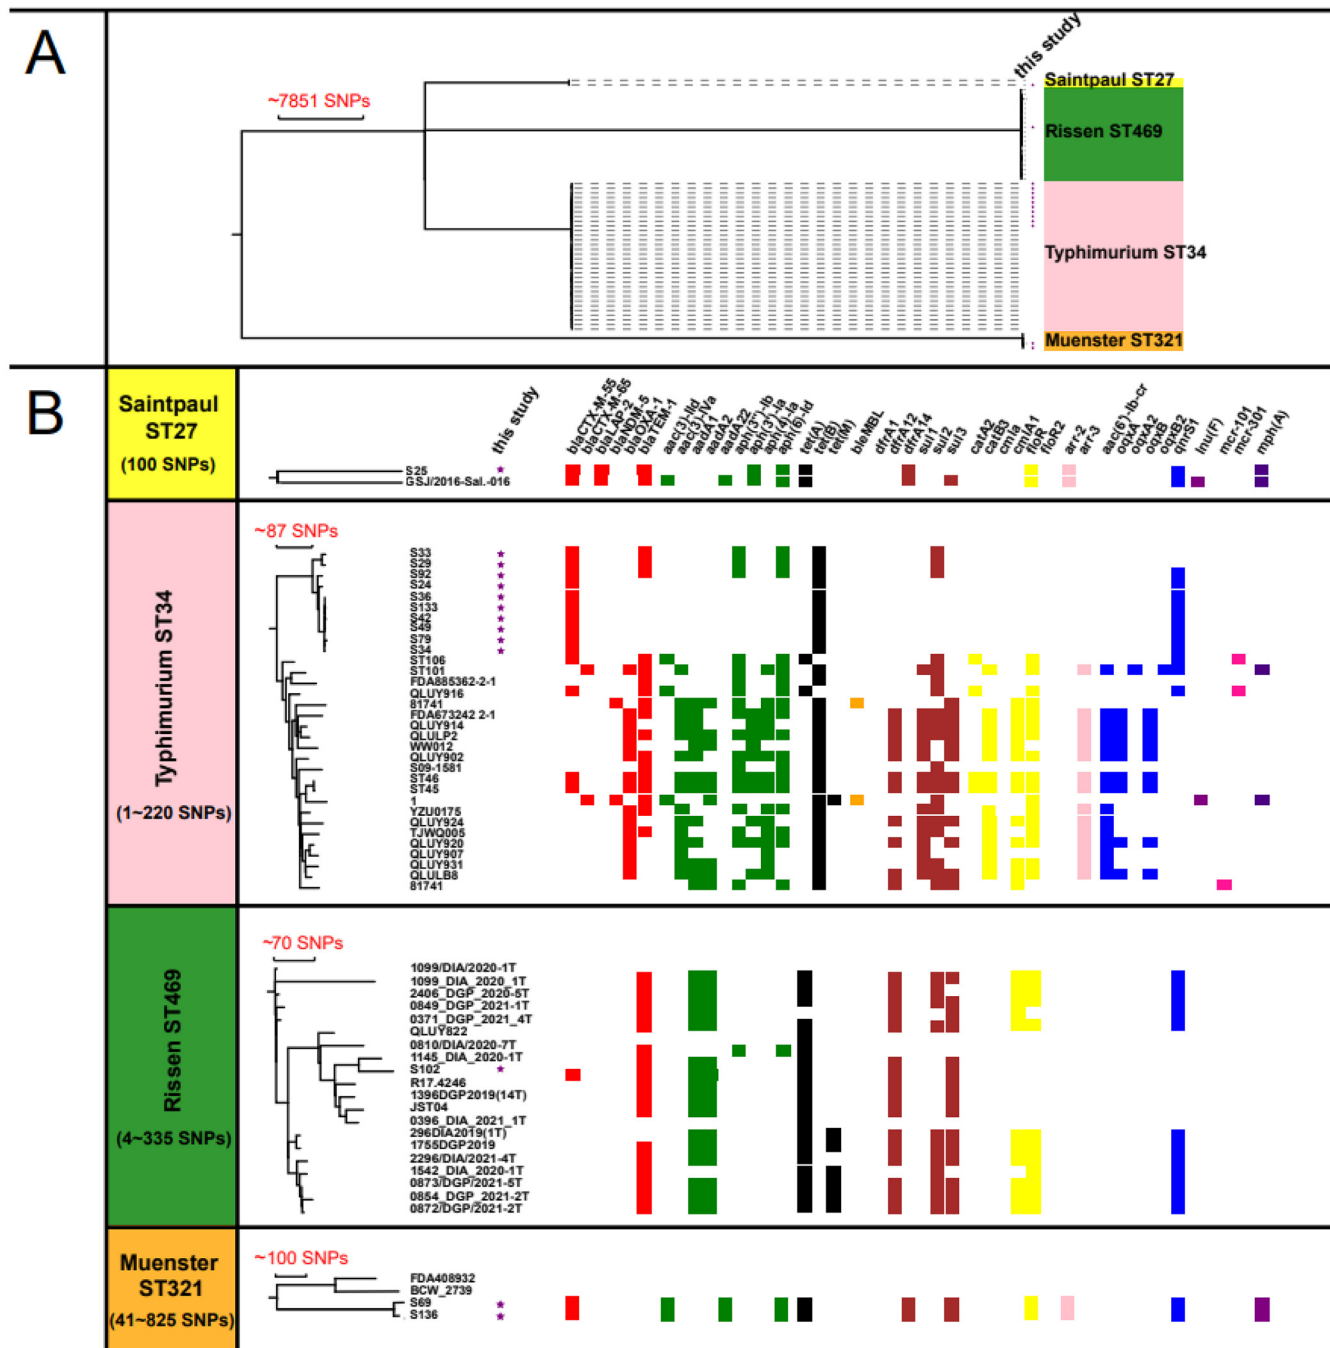 A
this study
~7851 SNPs
Saintpaul ST27
Rissen ST469
Typhimurium ST34
Muenster ST321
B
Saintpaul
ST27
(100 SNPs)
this study
blaCTX-M-55
blaCTX-M-65
blaLAP-2
blaNDM-5
blaOXA-1
blaTEM-1
aac(3)-IId
aac(3)-IVa
aadA1
aadA2
aadA22
aph(3'')-Ib
aph(3')-Ia
aph(4)-Ia
aph(6)-Id
tet(A)
tet(B)
tet(M)
bleMBL
dfrA1
dfrA12
dfrA14
sul1
sul2
sul3
catA2
catB3
cmlA1
floR
floR2
arr-2
arr-3
aac(6')-Ib-cr
oqxA
oqxA2
oqxB
oqxB2
qnrS1
lnu(F)
mcr-101
mcr-301
mph(A)
S25
GSJ/2016-Sal.-016
Typhimurium ST34
(1~220 SNPs)
~87 SNPs
S33
S29
S92
S24
S36
S133
S42
S49
S79
S34
ST106
ST101
FDA885362-2-1
QLUY916
81741
FDA673242 2-1
QLUY914
QLULP2
WW012
QLUY902
S09-1581
ST46
ST45
1
YZU0175
QLUY924
TJWQ005
QLUY920
QLUY907
QLUY931
QLULB8
81741
Rissen ST469
(4~335 SNPs)
~70 SNPs
1099/DIA/2020-1T
1099_DIA_2020_1T
2406_DGP_2020-5T
0849_DGP_2021-1T
0371_DGP_2021_4T
QLUY822
0810/DIA/2020-7T
1145_DIA_2020-1T
S102
R17.4246
1396DGP2019(14T)
JST04
0396_DIA_2021_1T
296DIA2019(1T)
1755DGP2019
2296/DIA/2021-4T
1542_DIA_2020-1T
0873/DGP/2021-5T
0854_DGP_2021-2T
0872/DGP/2021-2T
Muenster
ST321
(41~825 SNPs)
~100 SNPs
FDA408932
BCW_2739
S69
S136